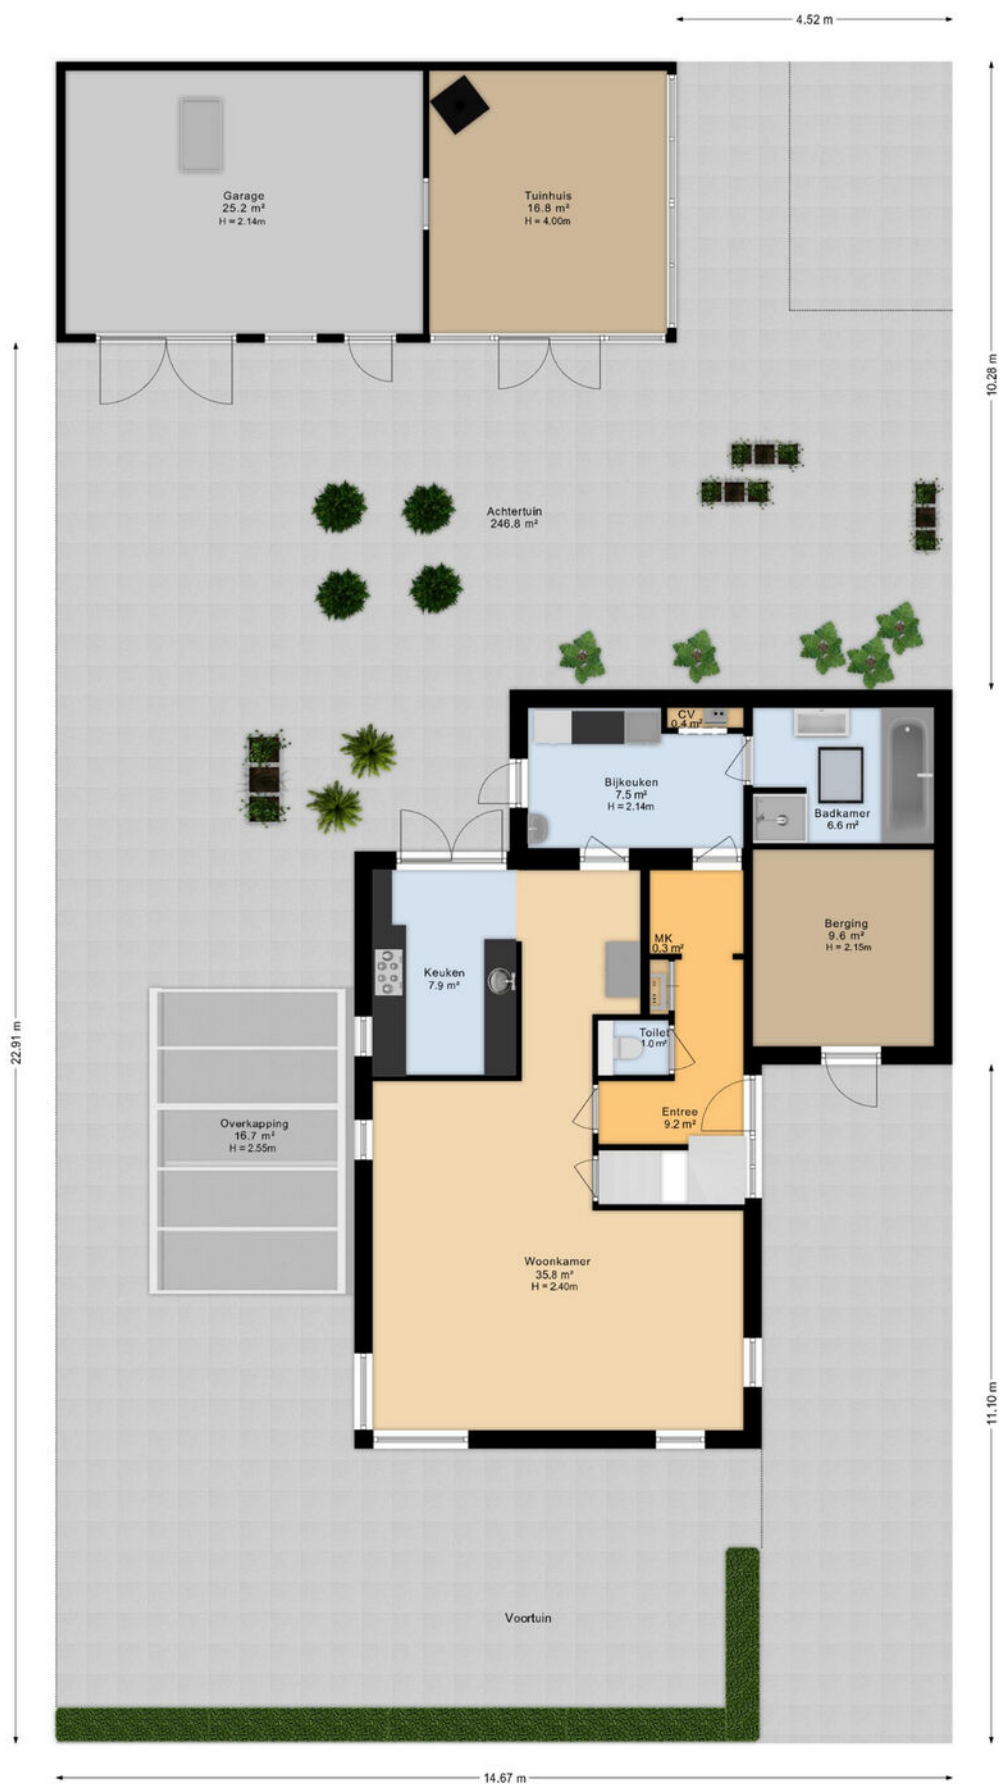 4.52 m
Garage
25.2 m²
H = 2.14m
Tuinhuis
16.8 m²
H = 4.00m
10.28 m
Achtertuin
246.8 m²
CV
0.4 m²
Bijkeuken
7.5 m²
H = 2.14m
Badkamer
6.6 m²
Berging
9.6 m²
H = 2.15m
MK
0.3 m²
Keuken
7.9 m²
Toilet
1.0 m²
22.91 m
Overkapping
16.7 m²
H = 2.55m
Entree
9.2 m²
Woonkamer
35.8 m²
H = 2.40m
11.10 m
Voortuin
14.67 m